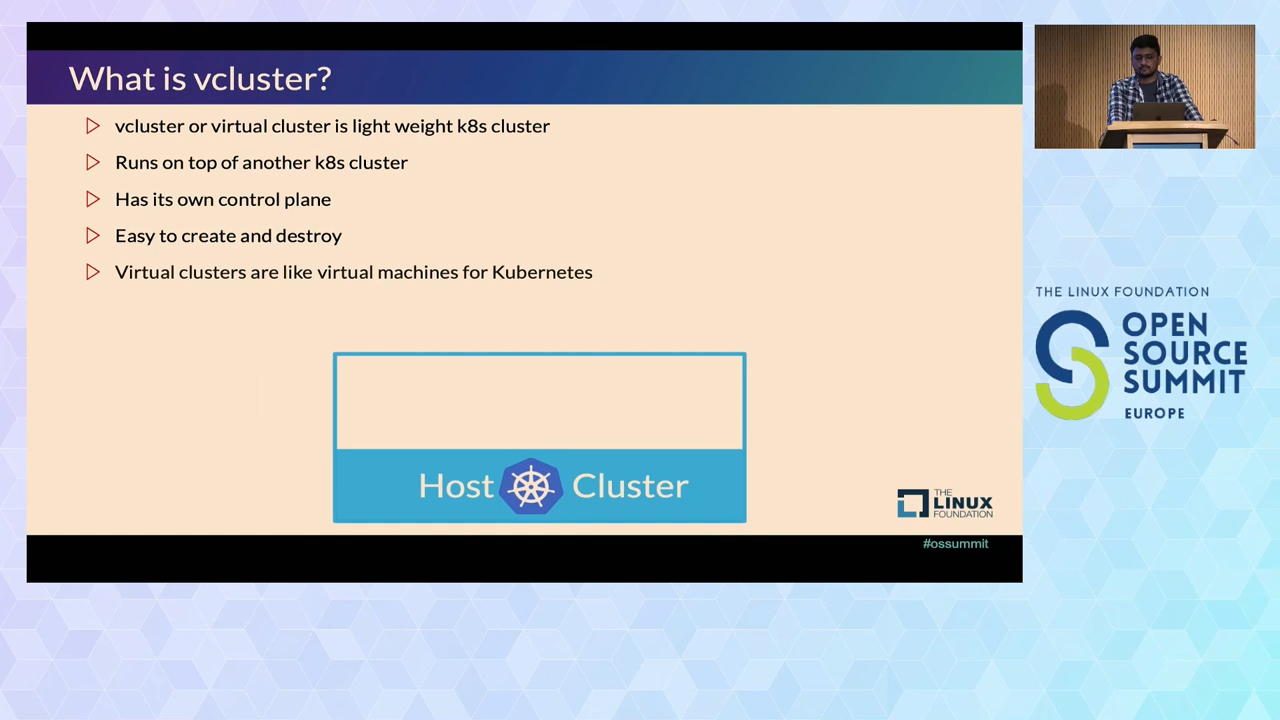 What is vcluster?
vcluster or virtual cluster is light weight k8s cluster
Runs on top of another k8s cluster
Has its own control plane
Easy to create and destroy
Virtual clusters are like virtual machines for Kubernetes
Host Cluster
THE
LINUX
FOUNDATION
#ossummit
THE LINUX FOUNDATION
OPEN
SOURCE
SUMMIT
EUROPE